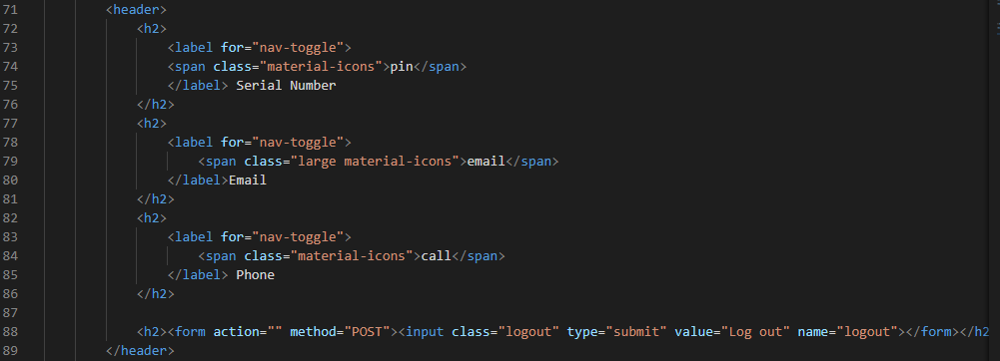 71 <header>
72 <h2>
73 <label for="nav-toggle">
74 <span class="material-icons">pin</span>
75 </label> Serial Number
76 </h2>
77 <h2>
78 <label for="nav-toggle">
79 <span class="large material-icons">email</span>
80 </label>Email
81 </h2>
82 <h2>
83 <label for="nav-toggle">
84 <span class="material-icons">call</span>
85 </label> Phone
86 </h2>
87
88 <h2><form action="" method="POST"><input class="logout" type="submit" value="Log out" name="logout"></form></h2
89 </header>